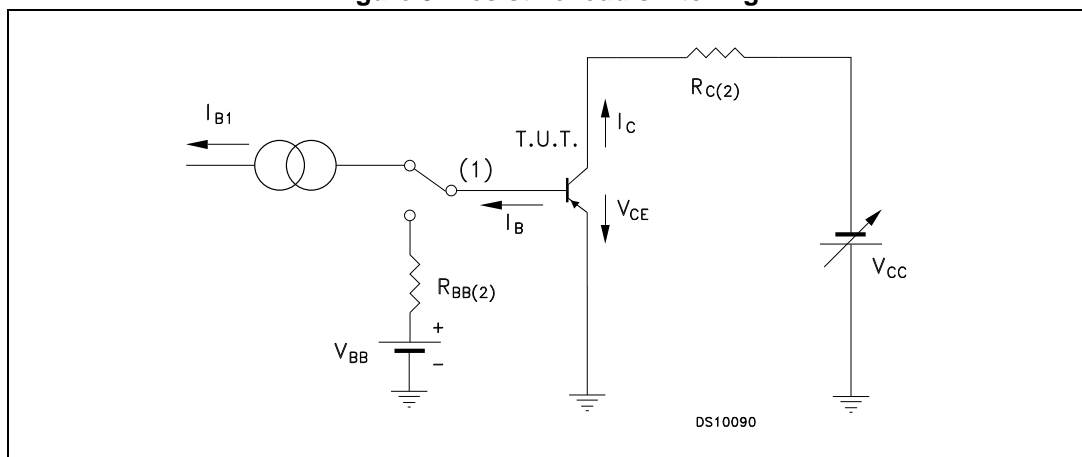 I_B1
T.U.T.
I_C
R_C(2)
(1)
I_B
V_CE
R_BB(2)
V_CC
V_BB
+
−
DS10090